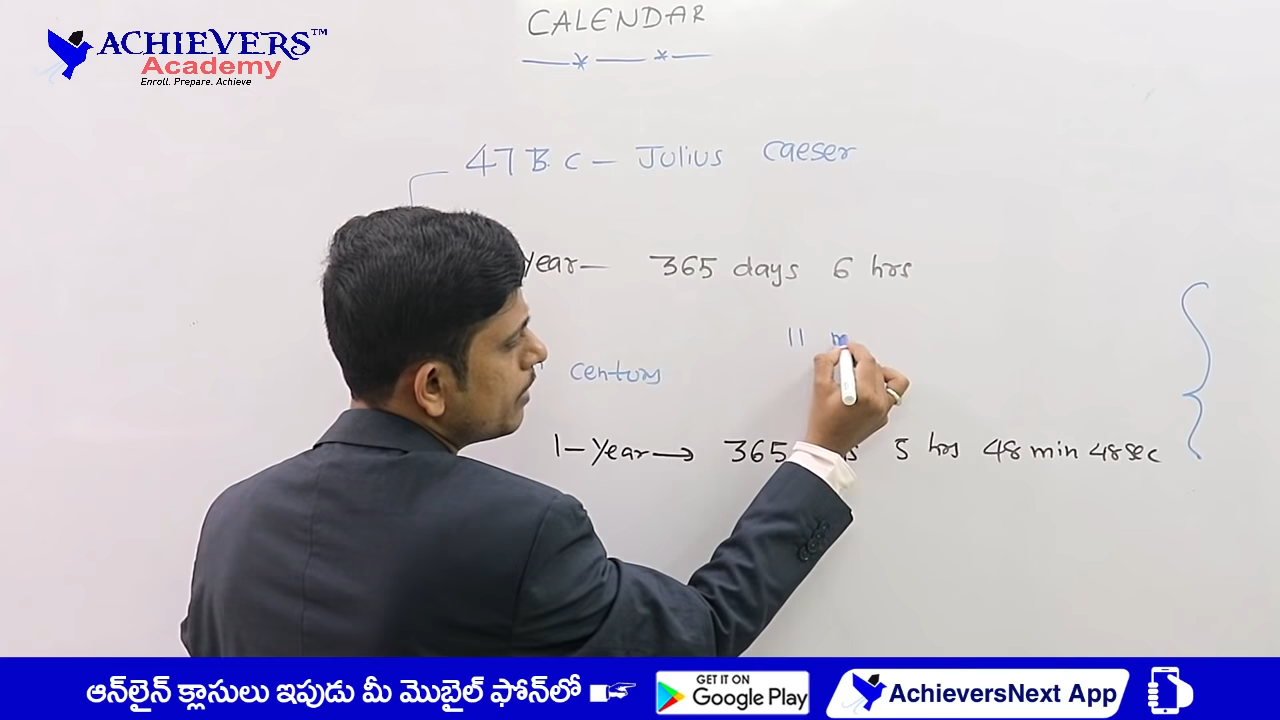 CALENDAR
ACHIEVERS™
Academy
Enroll. Prepare. Achieve
47 B.C – Julius Caeser
Year – 365 days 6 hrs
11
century
1-Year → 365 5 hrs 48 min 48 sec
ఆన్‌లైన్ క్లాసులు ఇపుడు మీ మొబైల్ ఫోన్‌లో
GET IT ON
Google Play
AchieversNext App